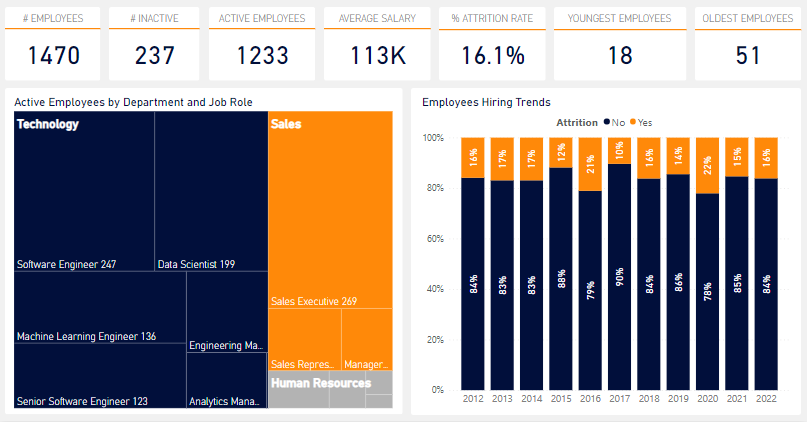 # EMPLOYEES
# INACTIVE
ACTIVE EMPLOYEES
AVERAGE SALARY
% ATTRITION RATE
YOUNGEST EMPLOYEES
OLDEST EMPLOYEES
1470
237
1233
113K
16.1%
18
51
Active Employees by Department and Job Role
Technology
Sales
Software Engineer 247
Data Scientist 199
Sales Executive 269
Machine Learning Engineer 136
Engineering Ma...
Sales Repres...
Manager...
Human Resources
Senior Software Engineer 123
Analytics Mana...
Employees Hiring Trends
Attrition No Yes
100%
80%
60%
40%
20%
0%
16% 17% 17% 12% 21% 10% 16% 14% 22% 15% 16%
84% 83% 83% 88% 79% 90% 84% 86% 78% 85% 84%
2012 2013 2014 2015 2016 2017 2018 2019 2020 2021 2022